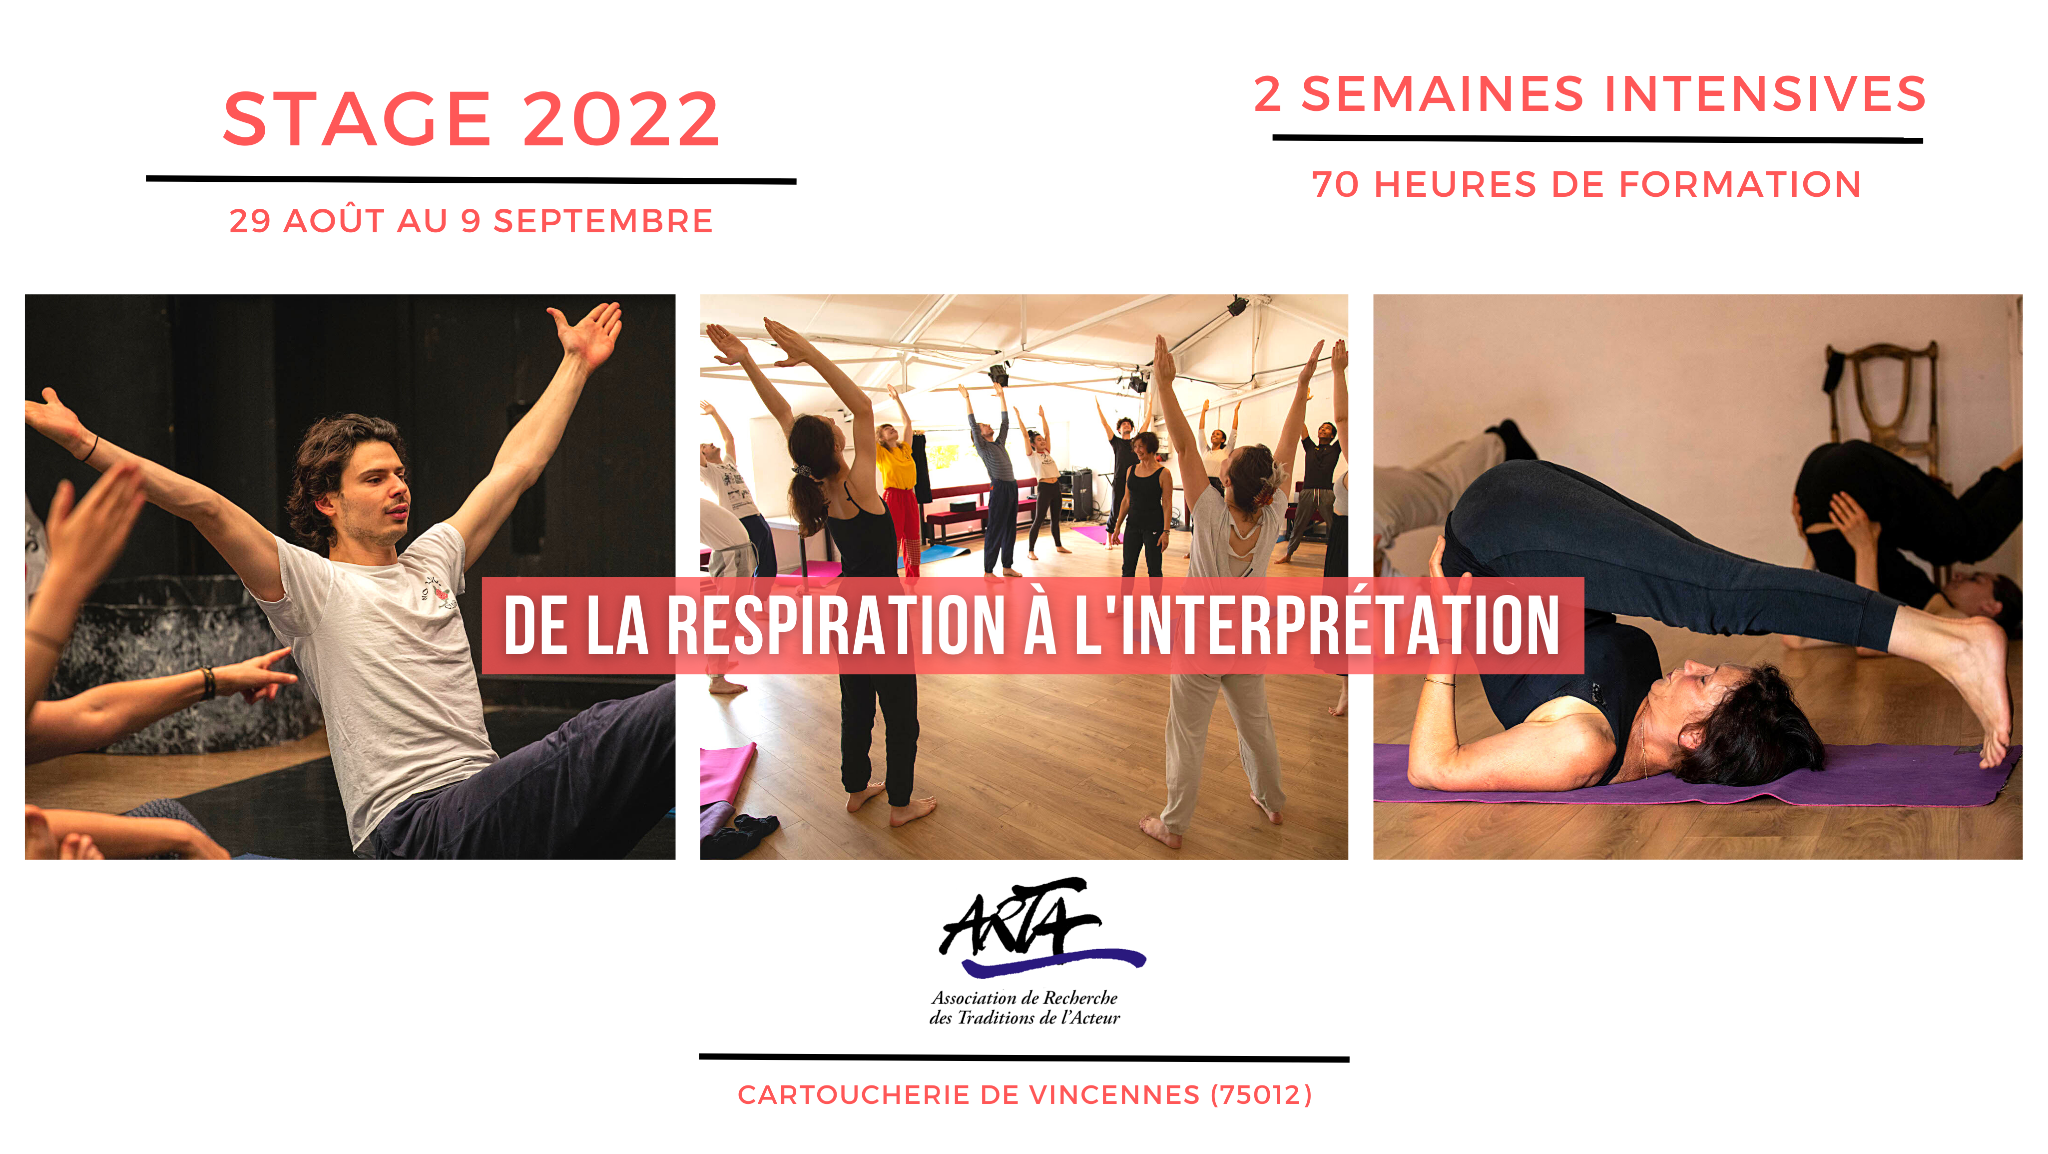 STAGE 2022
29 AOÛT AU 9 SEPTEMBRE
2 SEMAINES INTENSIVES
70 HEURES DE FORMATION
DE LA RESPIRATION À L'INTERPRÉTATION
ARTA
Association de Recherche
des Traditions de l'Acteur
CARTOUCHERIE DE VINCENNES (75012)